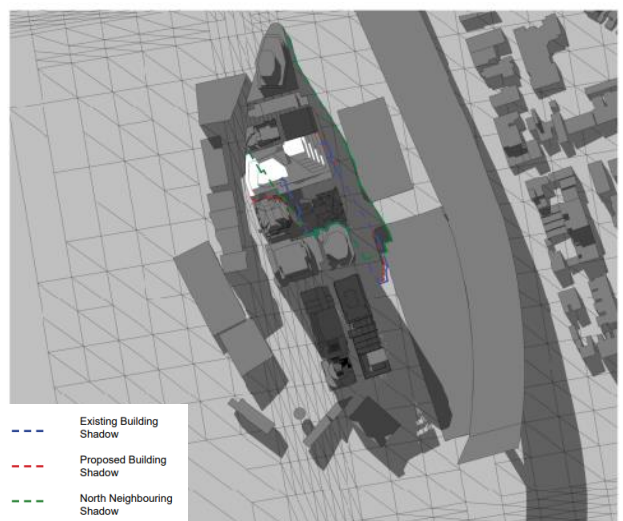 Existing Building
Shadow
Proposed Building
Shadow
North Neighbouring
Shadow